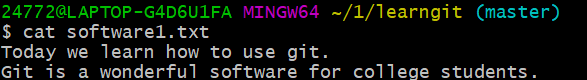 24772@LAPTOP-G4D6U1FA MINGW64 ~/1/learngit (master)
$ cat software1.txt
Today we learn how to use git.
Git is a wonderful software for college students.